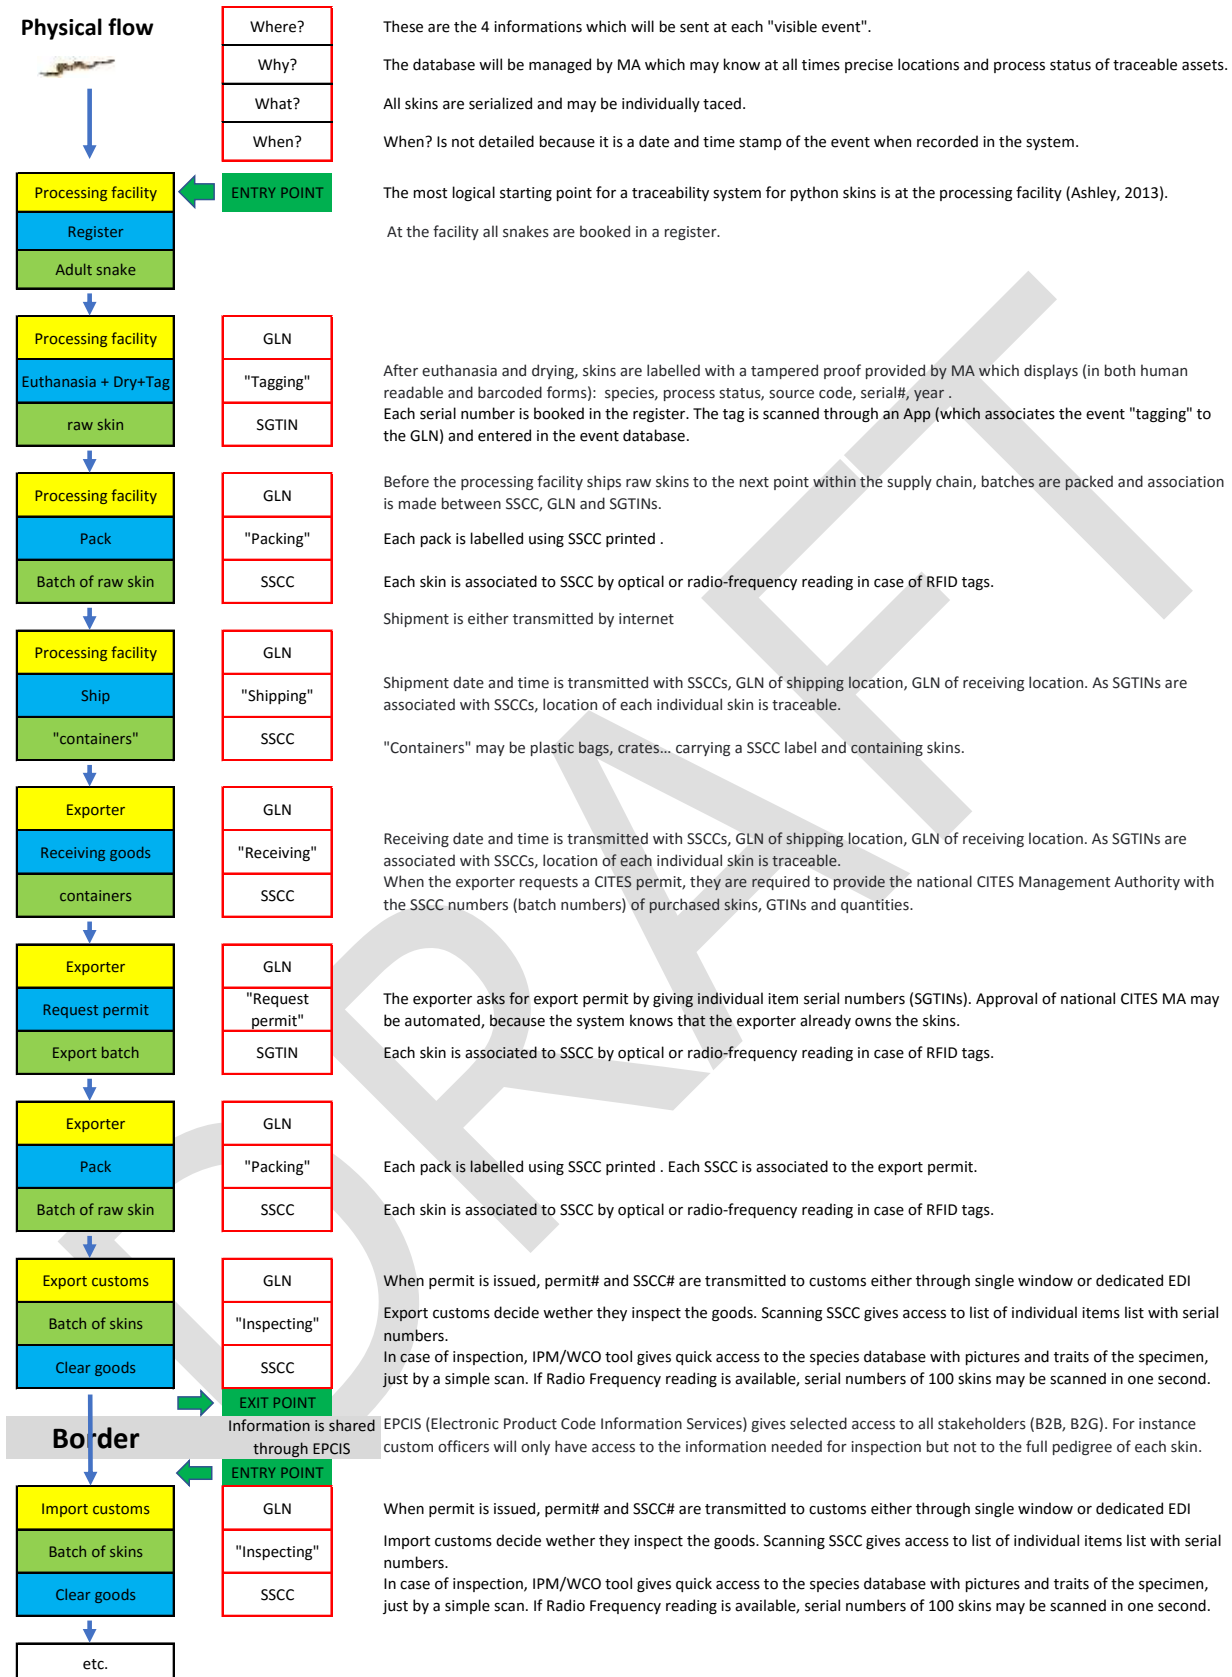 Physical flow
Where?
These are the 4 informations which will be sent at each "visible event".
Why?
The database will be managed by MA which may know at all times precise locations and process status of traceable assets.
What?
All skins are serialized and may be individually taced.
When?
When? Is not detailed because it is a date and time stamp of the event when recorded in the system.
Processing facility
ENTRY POINT
The most logical starting point for a traceability system for python skins is at the processing facility (Ashley, 2013).
Register
At the facility all snakes are booked in a register.
Adult snake
Processing facility
GLN
Euthanasia + Dry+Tag
"Tagging"
After euthanasia and drying, skins are labelled with a tampered proof provided by MA which displays (in both human
readable and barcoded forms):  species, process status, source code, serial#, year .
raw skin
SGTIN
Each serial number is booked in the register. The tag is scanned through an App (which associates the event "tagging" to
the GLN) and entered in the event database.
Processing facility
GLN
Before the processing facility ships raw skins to the next point within the supply chain, batches are packed and association
is made between SSCC, GLN and SGTINs.
Pack
"Packing"
Each pack is labelled using SSCC printed .
Batch of raw skin
SSCC
Each skin is associated to SSCC by optical or radio-frequency reading in case of RFID tags.
Shipment is either transmitted by internet
Processing facility
GLN
Ship
"Shipping"
Shipment date and time is transmitted with SSCCs, GLN of shipping location, GLN of receiving location. As SGTINs are
associated with SSCCs, location of each individual skin is traceable.
"containers"
SSCC
"Containers" may be plastic bags, crates… carrying a SSCC label and containing skins.
Exporter
GLN
Receiving goods
"Receiving"
Receiving date and time is transmitted with SSCCs, GLN of shipping location, GLN of receiving location. As SGTINs are
associated with SSCCs, location of each individual skin is traceable.
containers
SSCC
When the exporter requests a CITES permit, they are required to provide the national CITES Management Authority with
the SSCC numbers (batch numbers) of purchased skins, GTINs and quantities.
Exporter
GLN
Request permit
"Request
permit"
The exporter asks for export permit by giving individual item serial numbers (SGTINs). Approval of national CITES MA may
be automated, because the system knows that the exporter already owns the skins.
Export batch
SGTIN
Each skin is associated to SSCC by optical or radio-frequency reading in case of RFID tags.
Exporter
GLN
Pack
"Packing"
Each pack is labelled using SSCC printed . Each SSCC is associated to the export permit.
Batch of raw skin
SSCC
Each skin is associated to SSCC by optical or radio-frequency reading in case of RFID tags.
Export customs
GLN
When permit is issued, permit# and SSCC# are transmitted to customs either through single window or dedicated EDI
Batch of skins
"Inspecting"
Export customs decide wether they inspect the goods. Scanning SSCC gives access to list of individual items list with serial
numbers.
Clear goods
SSCC
In case of inspection, IPM/WCO tool gives quick access to the species database with pictures and traits of the specimen,
just by a simple scan. If Radio Frequency reading is available, serial numbers of 100 skins may be scanned in one second.
EXIT POINT
Border
Information is shared
through EPCIS
EPCIS (Electronic Product Code Information Services) gives selected access to all stakeholders (B2B, B2G). For instance
custom officers will only have access to the information needed for inspection but not to the full pedigree of each skin.
ENTRY POINT
Import customs
GLN
When permit is issued, permit# and SSCC# are transmitted to customs either through single window or dedicated EDI
Batch of skins
"Inspecting"
Import customs decide wether they inspect the goods. Scanning SSCC gives access to list of individual items list with serial
numbers.
Clear goods
SSCC
In case of inspection, IPM/WCO tool gives quick access to the species database with pictures and traits of the specimen,
just by a simple scan. If Radio Frequency reading is available, serial numbers of 100 skins may be scanned in one second.
etc.
DRAFT